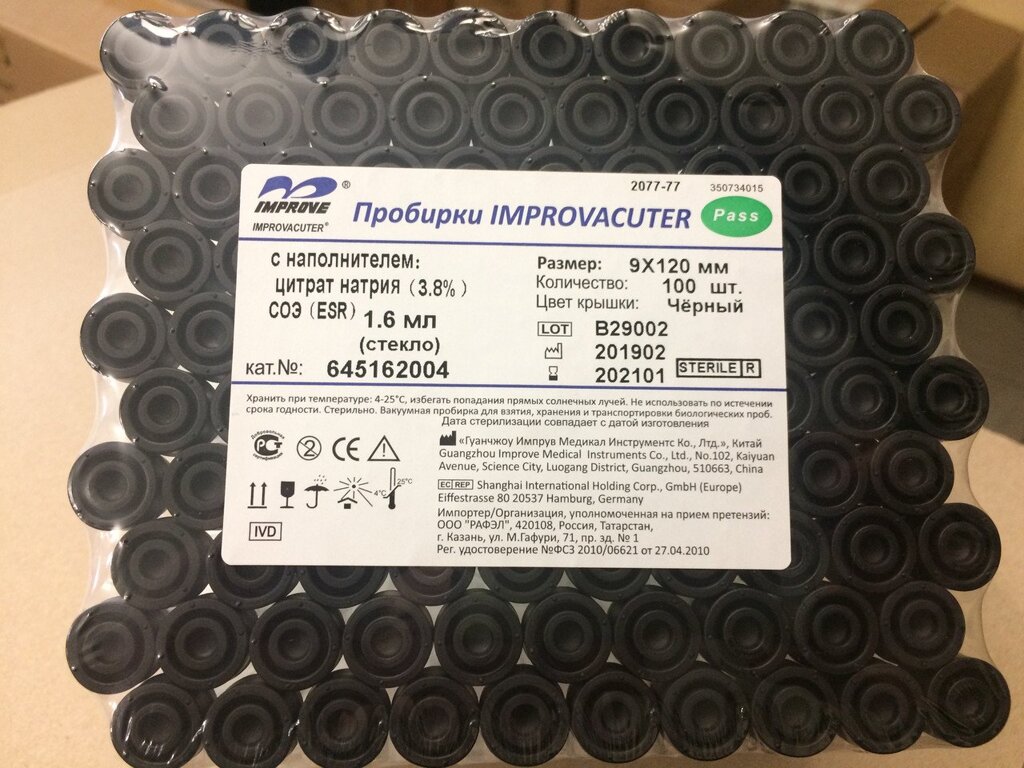 2077-77 350734015
IMPROVE ®
IMPROVACUTER®
Пробирки IMPROVACUTER Pass
с наполнителем:
цитрат натрия (3.8%)
СОЭ (ESR) 1.6 мл
(стекло)
кат.№: 645162004
Размер: 9X120 мм
Количество: 100 шт.
Цвет крышки: Чёрный
LOT B29002
201902
202101 STERILE R
Хранить при температуре: 4-25°С, избегать попадания прямых солнечных лучей. Не использовать по истечении
срока годности. Стерильно. Вакуумная пробирка для взятия, хранения и транспортировки биологических проб.
Дата стерилизации совпадает с датой изготовления
Добровольная
РСТ
сертификация
2 CE
4°C 25°C
IVD
«Гуанчжоу Импрув Медикал Инструментс Ко., Лтд.», Китай
Guangzhou Improve Medical Instruments Co., Ltd., No.102, Kaiyuan
Avenue, Science City, Luogang District, Guangzhou, 510663, China
EC REP Shanghai International Holding Corp., GmbH (Europe)
Eiffestrasse 80 20537 Hamburg, Germany
Импортер/Организация, уполномоченная на прием претензий:
ООО "РАФЭЛ", 420108, Россия, Татарстан,
г. Казань, ул. М.Гафури, 71, пр. зд. № 1
Рег. удостоверение №ФСЗ 2010/06621 от 27.04.2010